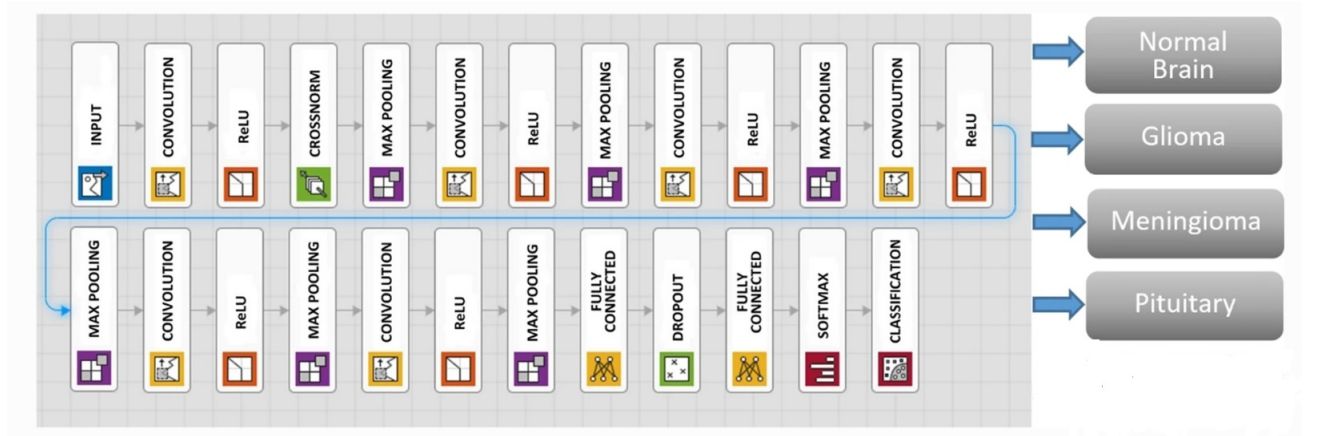 INPUT
CONVOLUTION
ReLU
CROSSNORM
MAX POOLING
CONVOLUTION
ReLU
MAX POOLING
CONVOLUTION
ReLU
MAX POOLING
CONVOLUTION
ReLU
MAX POOLING
CONVOLUTION
ReLU
MAX POOLING
CONVOLUTION
ReLU
MAX POOLING
FULLY
CONNECTED
DROPOUT
FULLY
CONNECTED
SOFTMAX
CLASSIFICATION
Normal
Brain
Glioma
Meningioma
Pituitary